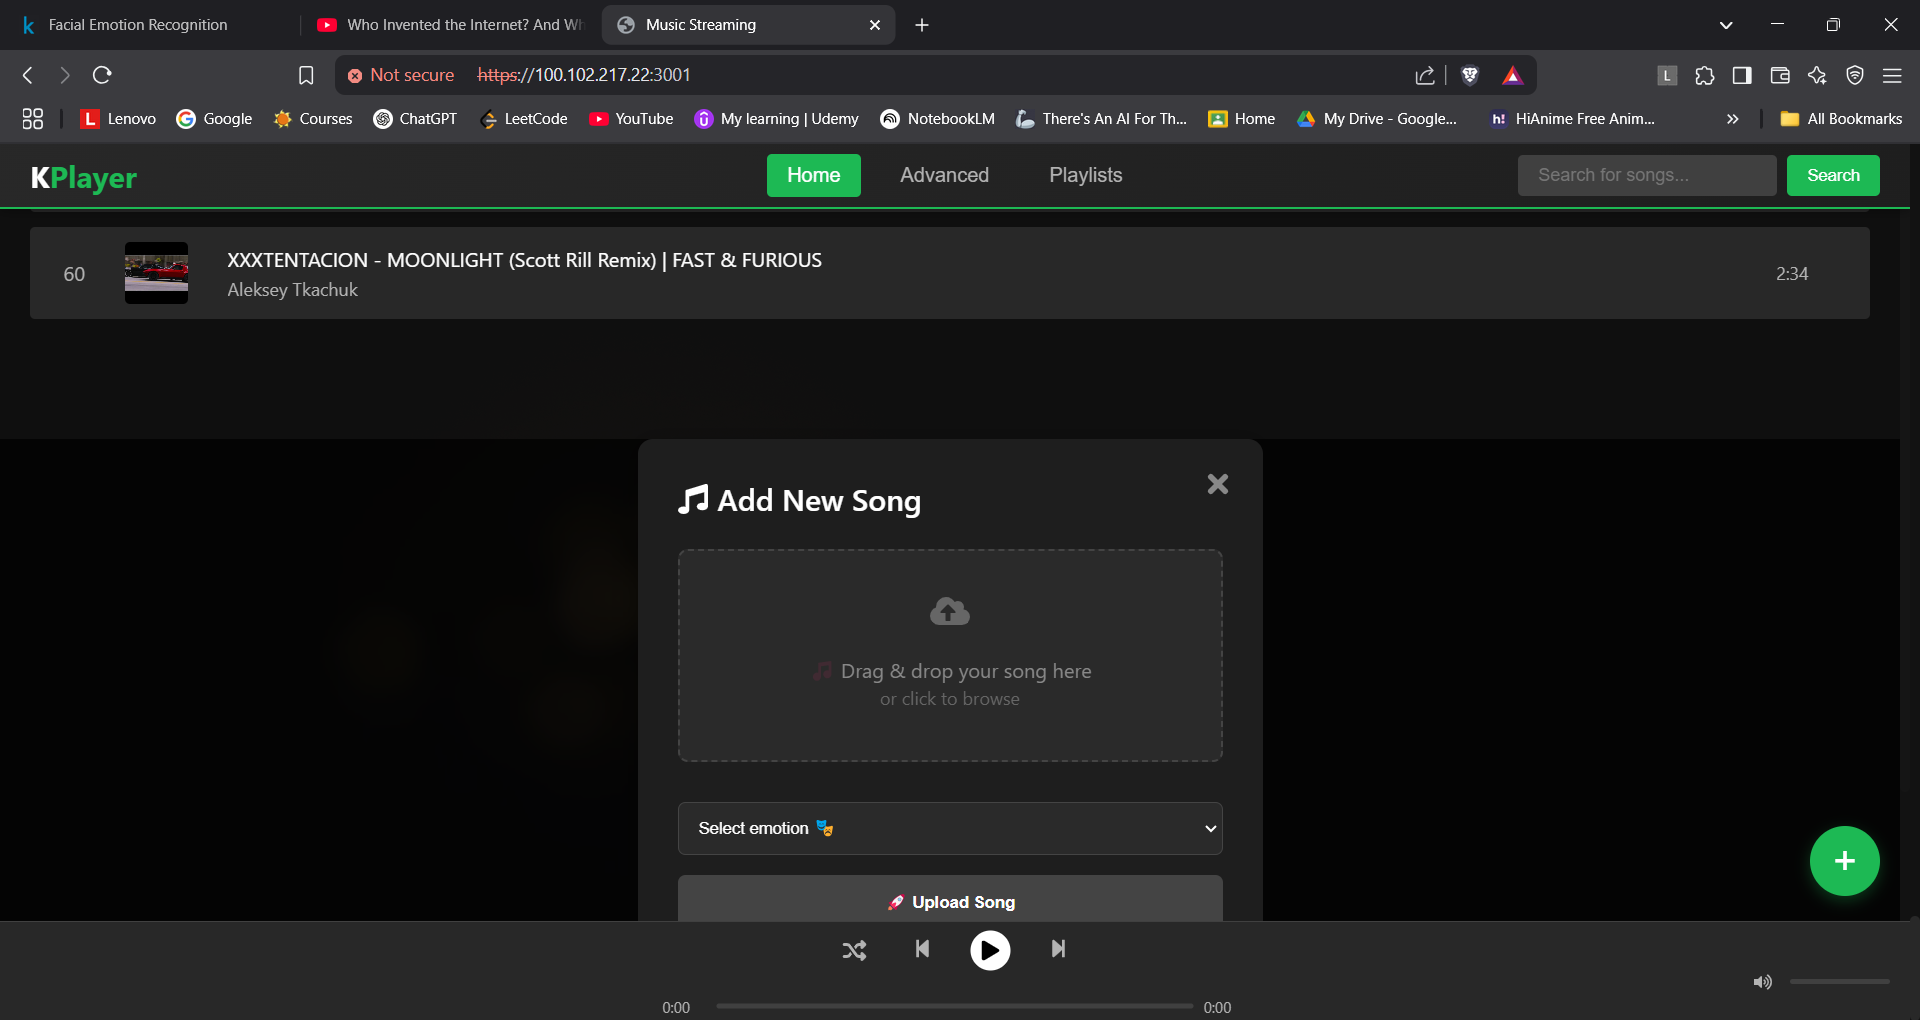 Facial Emotion Recognition
Who Invented the Internet? And Wh
Music Streaming
Not secure https://100.102.217.22:3001
L
L Lenovo
Google
Courses
ChatGPT
LeetCode
YouTube
My learning | Udemy
NotebookLM
There's An AI For Th...
Home
My Drive - Google...
h! HiAnime Free Anim...
»
All Bookmarks
KPlayer
Home
Advanced
Playlists
Search for songs...
Search
60
XXXTENTACION - MOONLIGHT (Scott Rill Remix) | FAST & FURIOUS
Aleksey Tkachuk
2:34
Add New Song
Drag & drop your song here
or click to browse
Select emotion
Upload Song
0:00
0:00